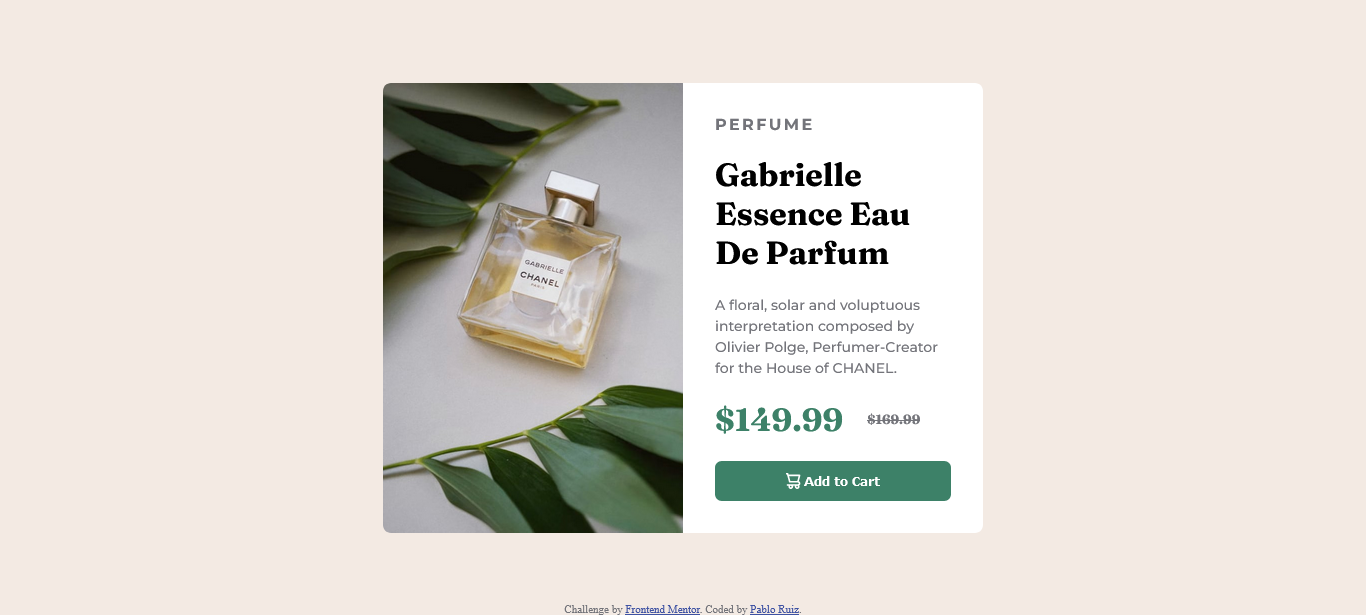 PERFUME
Gabrielle
Essence Eau
De Parfum
GABRIELLE
CHANEL
PARIS
A floral, solar and voluptuous
interpretation composed by
Olivier Polge, Perfumer-Creator
for the House of CHANEL.
$149.99 $169.99
Add to Cart
Challenge by Frontend Mentor. Coded by Pablo Ruiz.